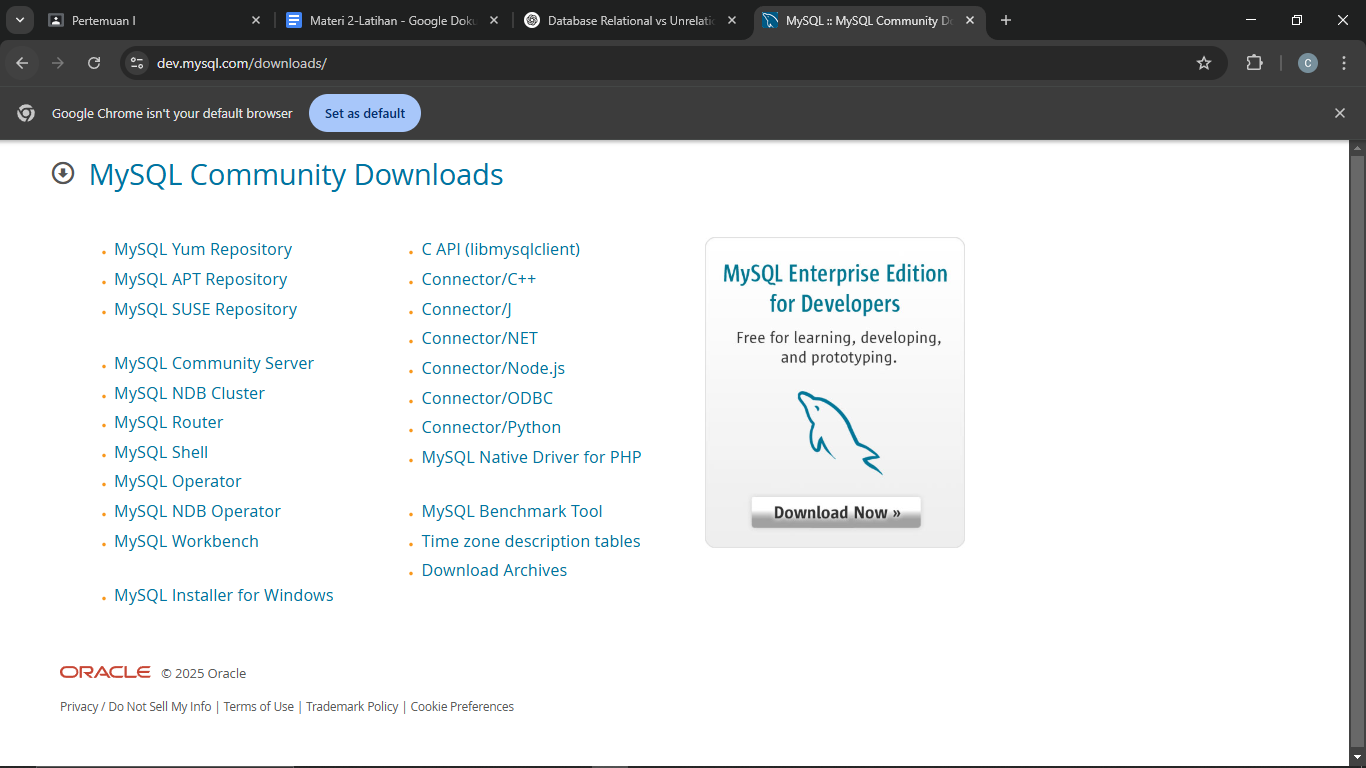 Pertemuan I
Materi 2-Latihan - Google Doku
Database Relational vs Unrelatio
MySQL :: MySQL Community D
dev.mysql.com/downloads/
C
Google Chrome isn't your default browser
Set as default
MySQL Community Downloads
MySQL Yum Repository
MySQL APT Repository
MySQL SUSE Repository
MySQL Community Server
MySQL NDB Cluster
MySQL Router
MySQL Shell
MySQL Operator
MySQL NDB Operator
MySQL Workbench
MySQL Installer for Windows
C API (libmysqlclient)
Connector/C++
Connector/J
Connector/NET
Connector/Node.js
Connector/ODBC
Connector/Python
MySQL Native Driver for PHP
MySQL Benchmark Tool
Time zone description tables
Download Archives
MySQL Enterprise Edition
for Developers
Free for learning, developing,
and prototyping.
Download Now »
ORACLE © 2025 Oracle
Privacy / Do Not Sell My Info | Terms of Use | Trademark Policy | Cookie Preferences